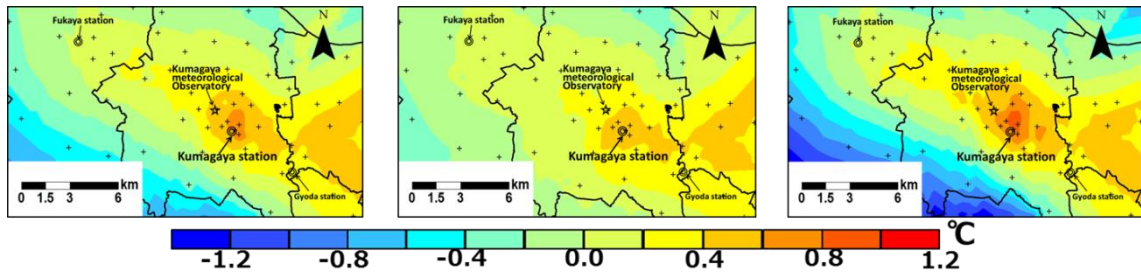 N
Fukaya station
Kumagaya
meteorological
Observatory
Kumagaya station
Gyoda station
km
0 1.5 3 6
N
Fukaya station
Kumagaya
meteorological
Observatory
Kumagaya station
Gyoda station
km
0 1.5 3 6
N
Fukaya station
Kumagaya
meteorological
Observatory
Kumagaya station
Gyoda station
km
0 1.5 3 6
℃
-1.2 -0.8 -0.4 0.0 0.4 0.8 1.2